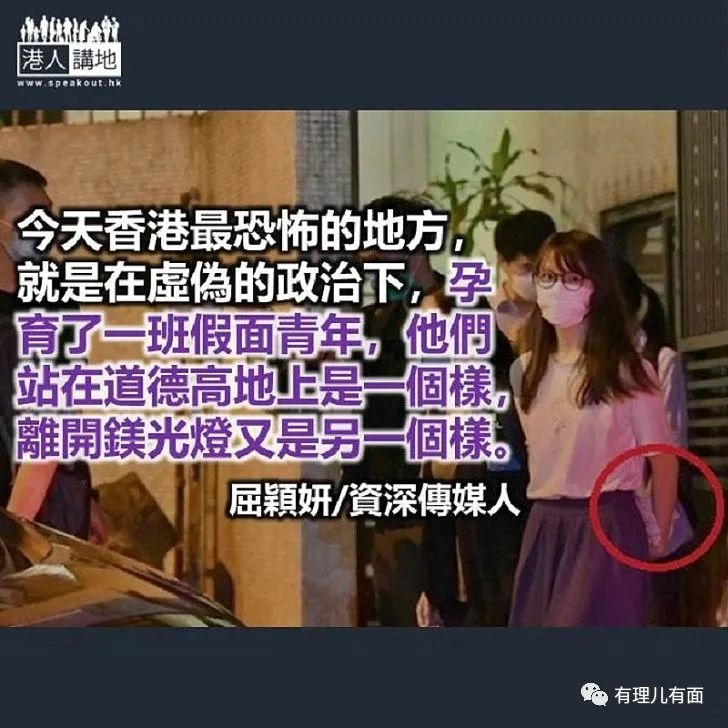 港人講地
www.speakout.hk
今天香港最恐怖的地方，
就是在虛偽的政治下，孕
育了一班假面青年，他們
站在道德高地上是一個樣，
離開鎂光燈又是另一個樣。
屈穎妍/資深傳媒人
有理儿有面